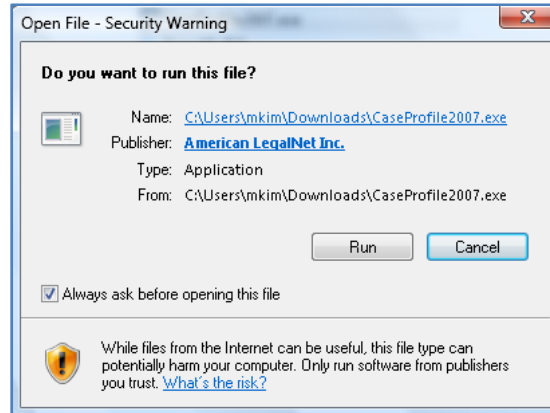 Open File - Security Warning
Do you want to run this file?
Name: C:\Users\mkim\Downloads\CaseProfile2007.exe
Publisher: American LegalNet Inc.
Type: Application
From: C:\Users\mkim\Downloads\CaseProfile2007.exe
Run Cancel
Always ask before opening this file
While files from the Internet can be useful, this file type can
potentially harm your computer. Only run software from publishers
you trust. What's the risk?